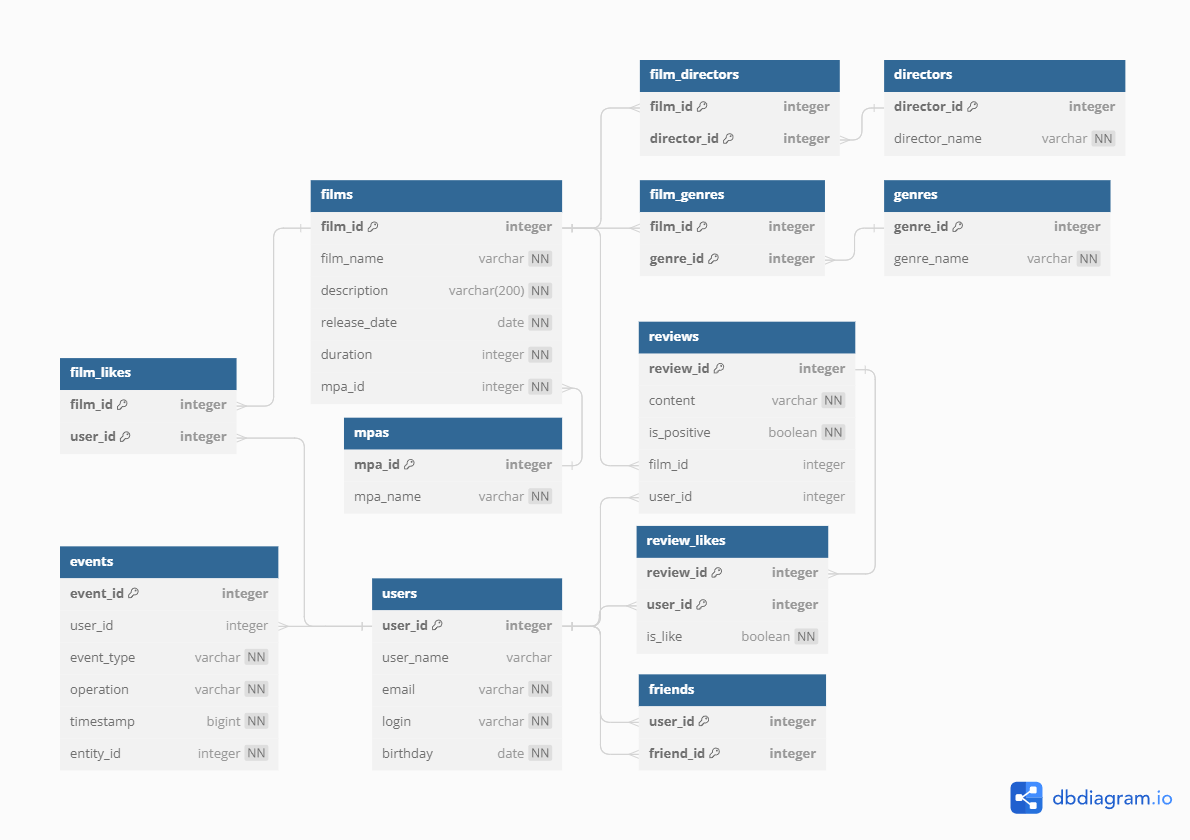 film_directors
film_id integer
director_id integer
directors
director_id integer
director_name varchar NN
films
film_id integer
film_name varchar NN
description varchar(200) NN
release_date date NN
duration integer NN
mpa_id integer NN
film_genres
film_id integer
genre_id integer
genres
genre_id integer
genre_name varchar NN
reviews
review_id integer
content varchar NN
is_positive boolean NN
film_id integer
user_id integer
film_likes
film_id integer
user_id integer
mpas
mpa_id integer
mpa_name varchar NN
review_likes
review_id integer
user_id integer
is_like boolean NN
events
event_id integer
user_id integer
event_type varchar NN
operation varchar NN
timestamp bigint NN
entity_id integer NN
users
user_id integer
user_name varchar
email varchar NN
login varchar NN
birthday date NN
friends
user_id integer
friend_id integer
dbdiagram.io